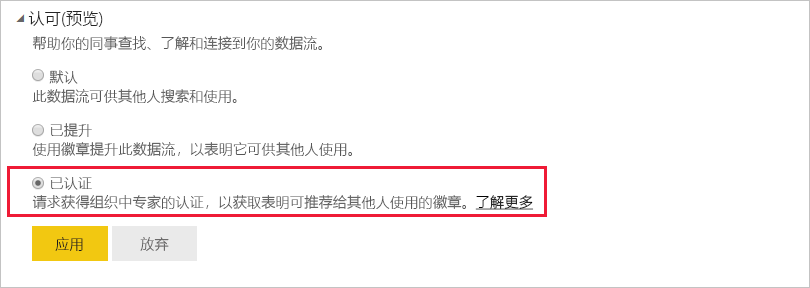 认可(预览)
帮助你的同事查找、了解和连接到你的数据流。
默认
此数据流可供其他人搜索和使用。
已提升
使用徽章提升此数据流，以表明它可供其他人使用。
已认证
请求获得组织中专家的认证，以获取表明可推荐给其他人使用的徽章。了解更多
应用
放弃